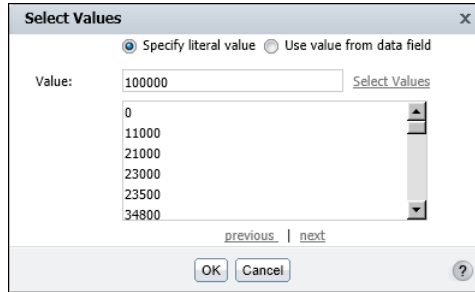 Select Values x
Specify literal value Use value from data field
Value: 100000 Select Values
0
11000
21000
23000
23500
34800
previous | next
OK Cancel ?